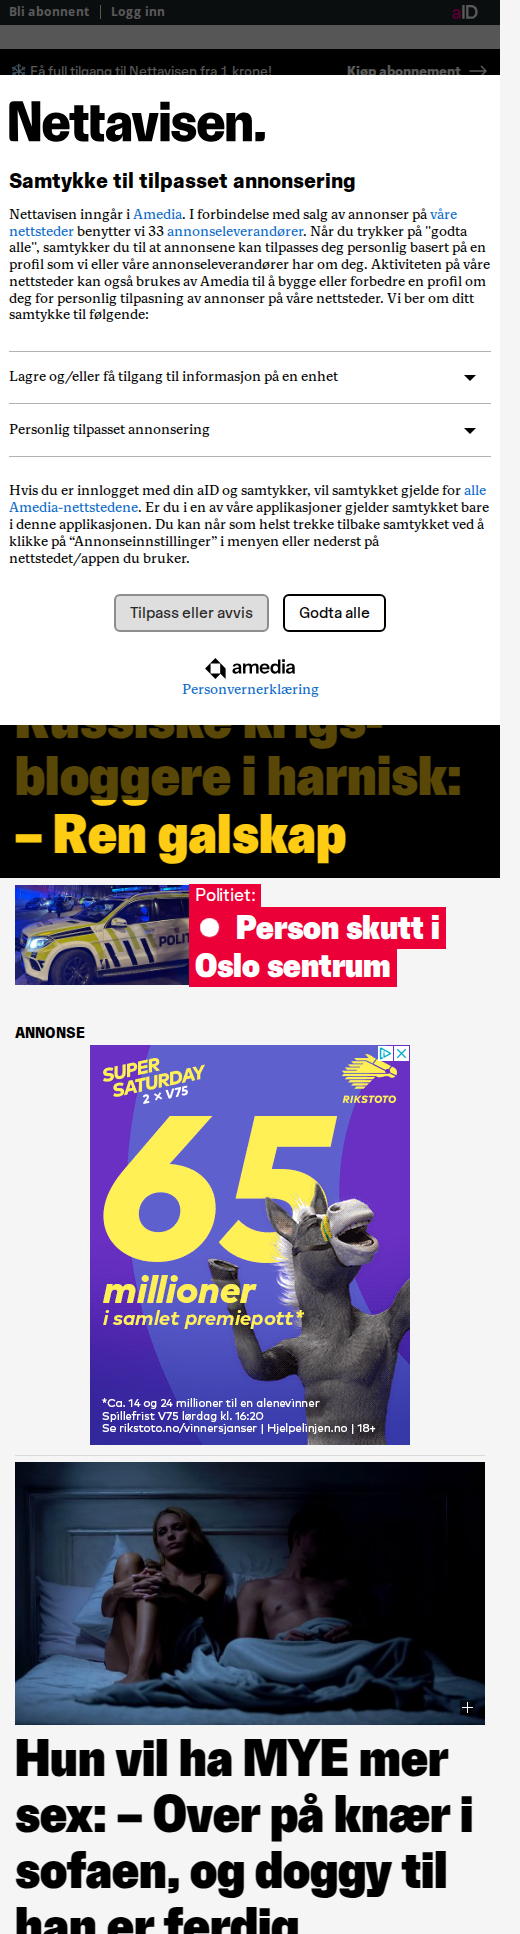 Bli abonnent
Logg inn
aID
Få full tilgang til Nettavisen fra 1 krone!
Kjøp abonnement
Nettavisen.
Samtykke til tilpasset annonsering
Nettavisen inngår i Amedia. I forbindelse med salg av annonser på våre
nettsteder benytter vi 33 annonseleverandører. Når du trykker på "godta
alle", samtykker du til at annonsene kan tilpasses deg personlig basert på en
profil som vi eller våre annonseleverandører har om deg. Aktiviteten på våre
nettsteder kan også brukes av Amedia til å bygge eller forbedre en profil om
deg for personlig tilpasning av annonser på våre nettsteder. Vi ber om ditt
samtykke til følgende:
Lagre og/eller få tilgang til informasjon på en enhet
Personlig tilpasset annonsering
Hvis du er innlogget med din aID og samtykker, vil samtykket gjelde for alle
Amedia-nettstedene. Er du i en av våre applikasjoner gjelder samtykket bare
i denne applikasjonen. Du kan når som helst trekke tilbake samtykket ved å
klikke på “Annonseinnstillinger” i menyen eller nederst på
nettstedet/appen du bruker.
Tilpass eller avvis
Godta alle
amedia
Personvernerklæring
Russiske krigs-
bloggere i harnisk:
– Ren galskap
POLITI
Politiet:
Person skutt i
Oslo sentrum
ANNONSE
SUPER
SATURDAY
2 × V75
RIKSTOTO
65
millioner
i samlet premiepott*
*Ca. 14 og 24 millioner til en alenevinner
Spillefrist V75 lørdag kl. 16:20
Se rikstoto.no/vinnersjanser | Hjelpelinjen.no | 18+
Hun vil ha MYE mer
sex: – Over på knær i
sofaen, og doggy til
han er ferdig